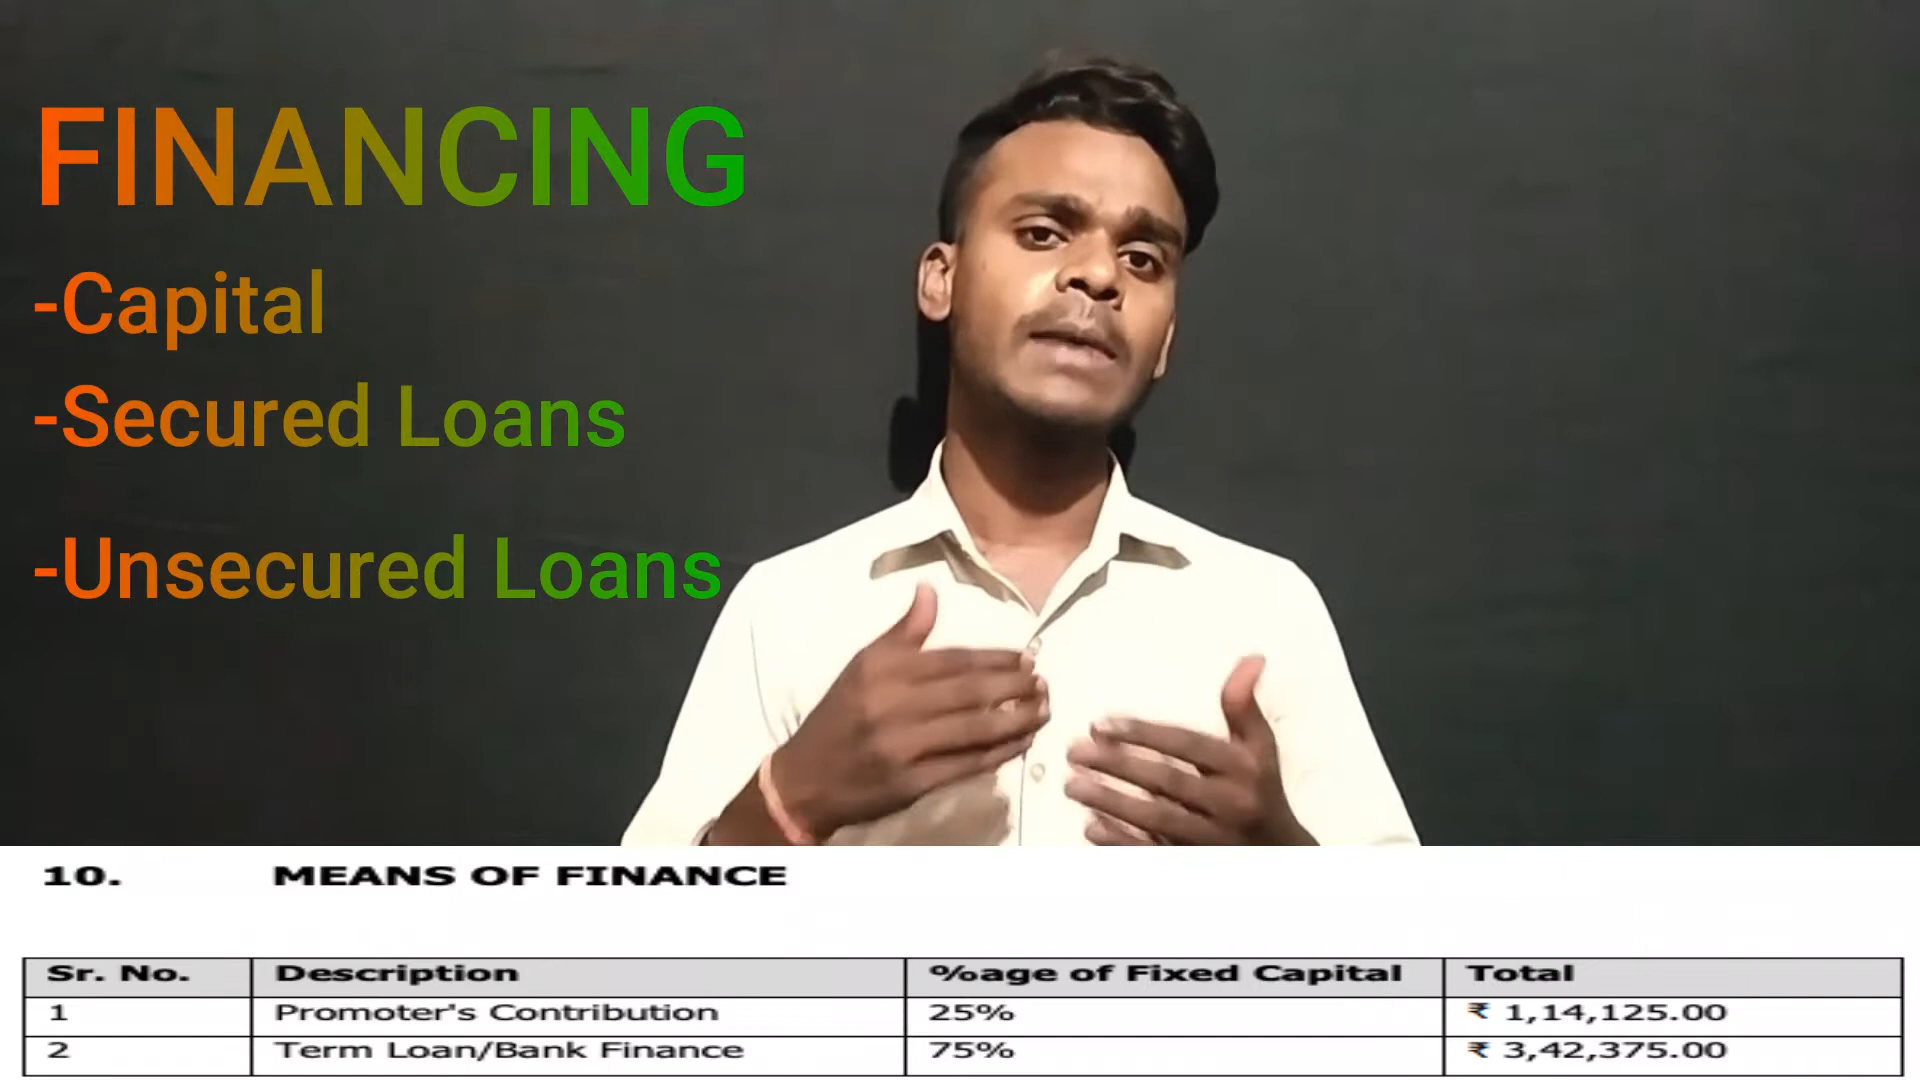 FINANCING
-Capital
-Secured Loans
-Unsecured Loans
10. MEANS OF FINANCE
Sr. No. Description %age of Fixed Capital Total
1 Promoter's Contribution 25% ₹ 1,14,125.00
2 Term Loan/Bank Finance 75% ₹ 3,42,375.00